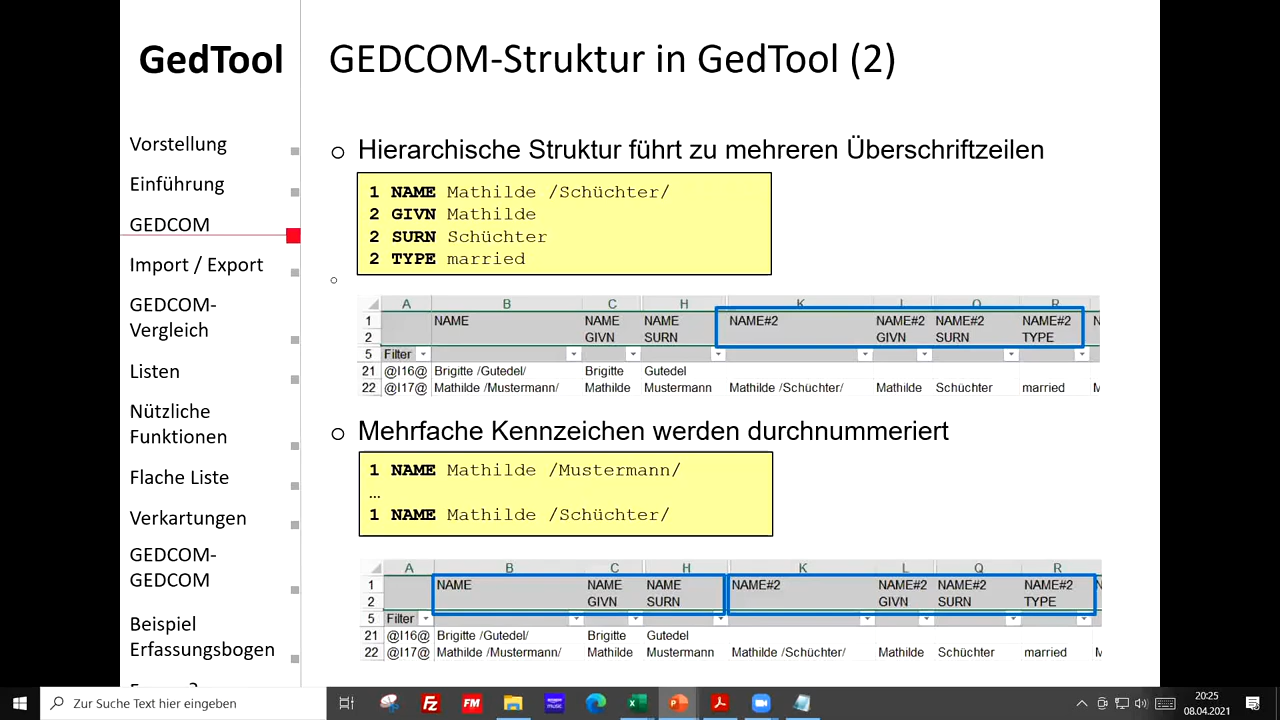 GedTool
GEDCOM-Struktur in GedTool (2)
Vorstellung
Einführung
GEDCOM
Import / Export
GEDCOM-
Vergleich
Listen
Nützliche
Funktionen
Flache Liste
Verkartungen
GEDCOM-
GEDCOM
Beispiel
Erfassungsbogen
Hierarchische Struktur führt zu mehreren Überschriftzeilen
1 NAME Mathilde /Schüchter/
2 GIVN Mathilde
2 SURN Schüchter
2 TYPE married
A B C H K L Q R
1 NAME NAME NAME NAME#2 NAME#2 NAME#2 NAME#2
2 GIVN SURN GIVN SURN TYPE
5 Filter
21 @I16@ Brigitte /Gutedel/ Brigitte Gutedel
22 @I17@ Mathilde /Mustermann/ Mathilde Mustermann Mathilde /Schüchter/ Mathilde Schüchter married
Mehrfache Kennzeichen werden durchnummeriert
1 NAME Mathilde /Mustermann/
...
1 NAME Mathilde /Schüchter/
A B C H K L Q R
1 NAME NAME NAME NAME#2 NAME#2 NAME#2 NAME#2
2 GIVN SURN GIVN SURN TYPE
5 Filter
21 @I16@ Brigitte /Gutedel/ Brigitte Gutedel
22 @I17@ Mathilde /Mustermann/ Mathilde Mustermann Mathilde /Schüchter/ Mathilde Schüchter married
Zur Suche Text hier eingeben
FZ
FM
amazon
music
20:25
08.04.2021